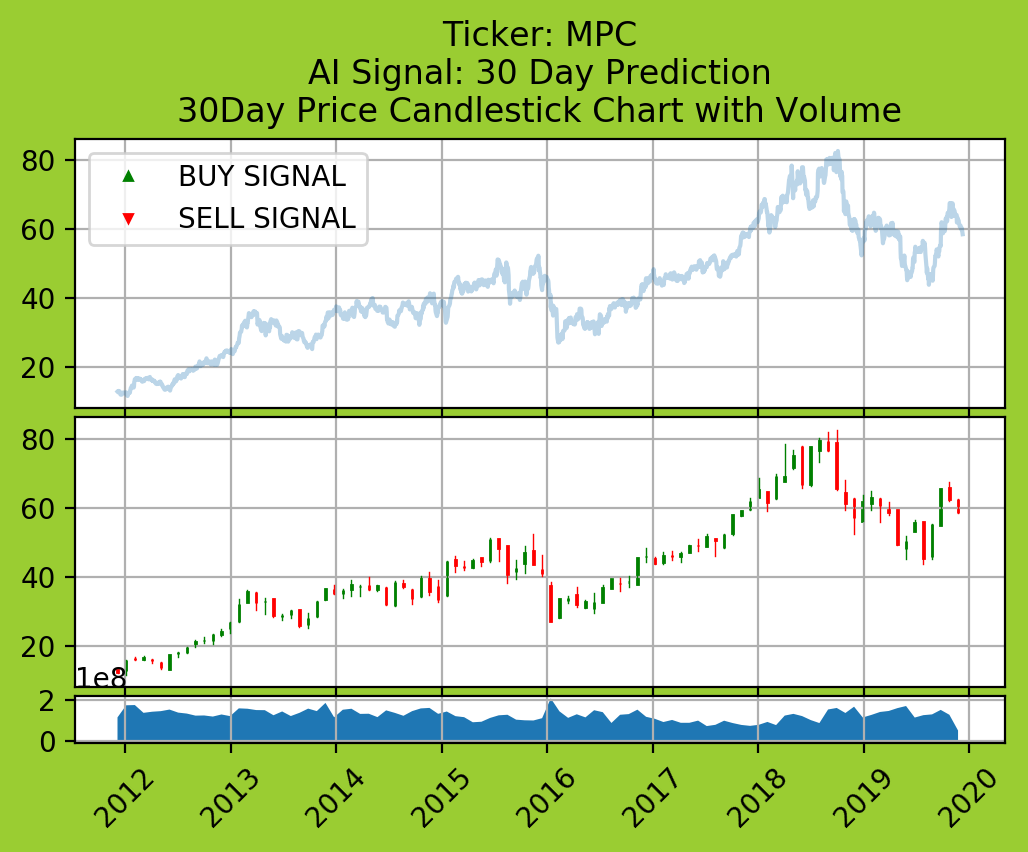 Ticker: MPC
AI Signal: 30 Day Prediction
30Day Price Candlestick Chart with Volume
80
60
40
20
BUY SIGNAL
SELL SIGNAL
80
60
40
20
1e8
2
0
2012 2013 2014 2015 2016 2017 2018 2019 2020